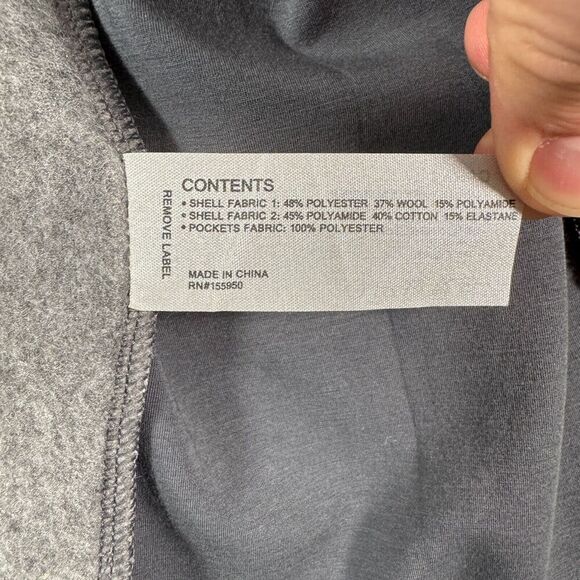 REMOVE LABEL
CONTENTS
• SHELL FABRIC 1: 48% POLYESTER 37% WOOL 15% POLYAMIDE
• SHELL FABRIC 2: 45% POLYAMIDE 40% COTTON 15% ELASTANE
• POCKETS FABRIC: 100% POLYESTER
MADE IN CHINA
RN#155950